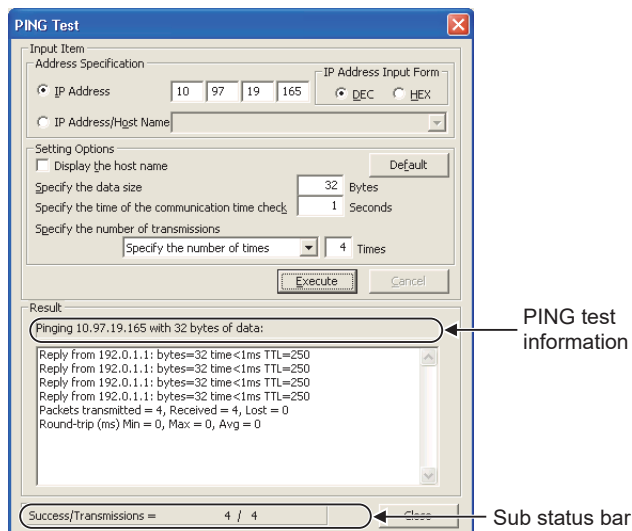 PING Test
Input Item
Address Specification
IP Address 10 97 19 165
IP Address Input Form
DEC HEX
IP Address/Host Name
Setting Options
Display the host name
Default
Specify the data size 32 Bytes
Specify the time of the communication time check 1 Seconds
Specify the number of transmissions
Specify the number of times 4 Times
Execute Cancel
Result
Pinging 10.97.19.165 with 32 bytes of data:
PING test
information
Reply from 192.0.1.1: bytes=32 time<1ms TTL=250
Reply from 192.0.1.1: bytes=32 time<1ms TTL=250
Reply from 192.0.1.1: bytes=32 time<1ms TTL=250
Reply from 192.0.1.1: bytes=32 time<1ms TTL=250
Packets transmitted = 4, Received = 4, Lost = 0
Round-trip (ms) Min = 0, Max = 0, Avg = 0
Success/Transmissions = 4 / 4
Close
Sub status bar